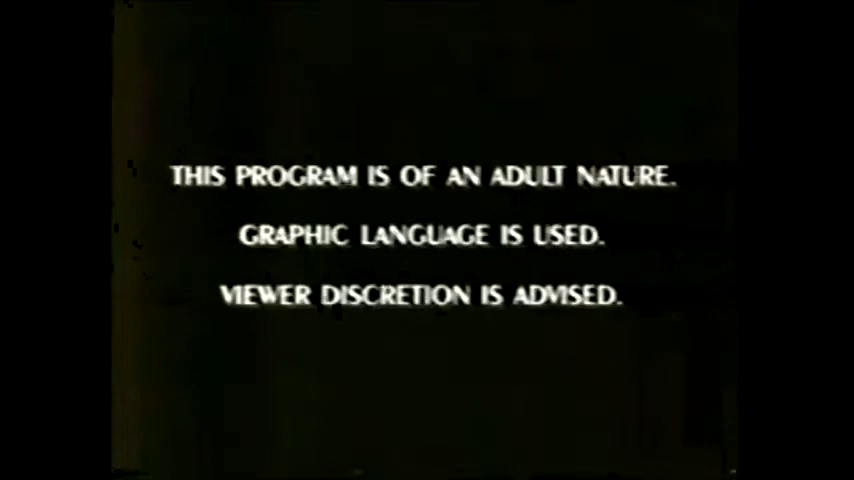 THIS PROGRAM IS OF AN ADULT NATURE.
GRAPHIC LANGUAGE IS USED.
VIEWER DISCRETION IS ADVISED.